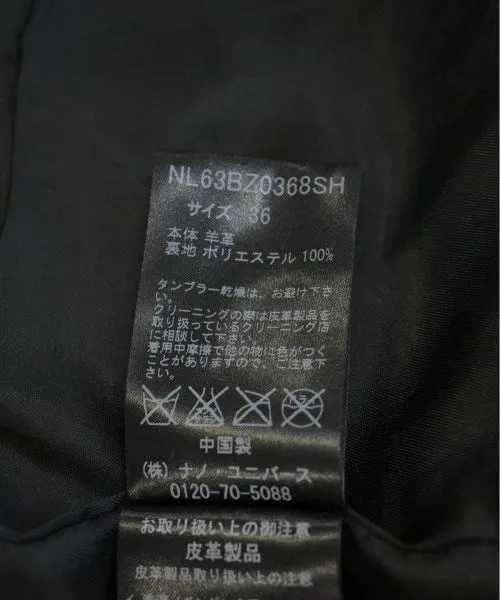 NL63BZ0368SH
サイズ 36
本体 羊革
裏地 ポリエステル 100%
タンブラー乾燥は、お避け下さ
い。
クリーニングの際は皮革製品を
取り扱っているクリーニング店
に相談して下さい。
着用中摩擦で他の物に色がつく
ことがありますので、ご注意下
さい。
中国製
(株) ナノ・ユニバース
0120-70-5088
お取り扱い上の御注意
皮革製品
皮革製品取り扱い上の注意